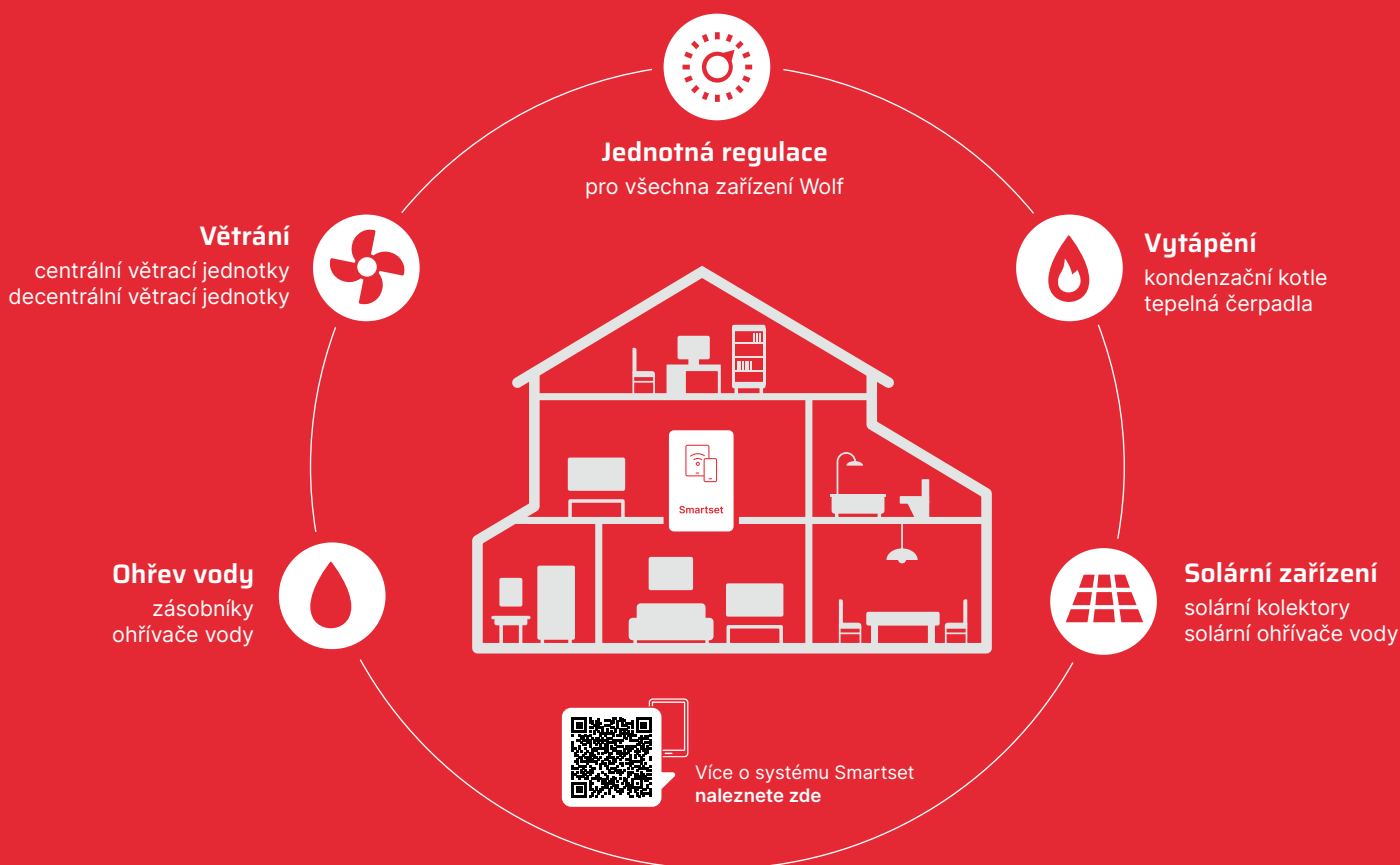 Jednotná regulace
pro všechna zařízení Wolf
Větrání
centrální větrací jednotky
decentrální větrací jednotky
Vytápění
kondenzační kotle
tepelná čerpadla
Smartset
Ohřev vody
zásobníky
ohřívače vody
Solární zařízení
solární kolektory
solární ohřívače vody
Více o systému Smartset
naleznete zde